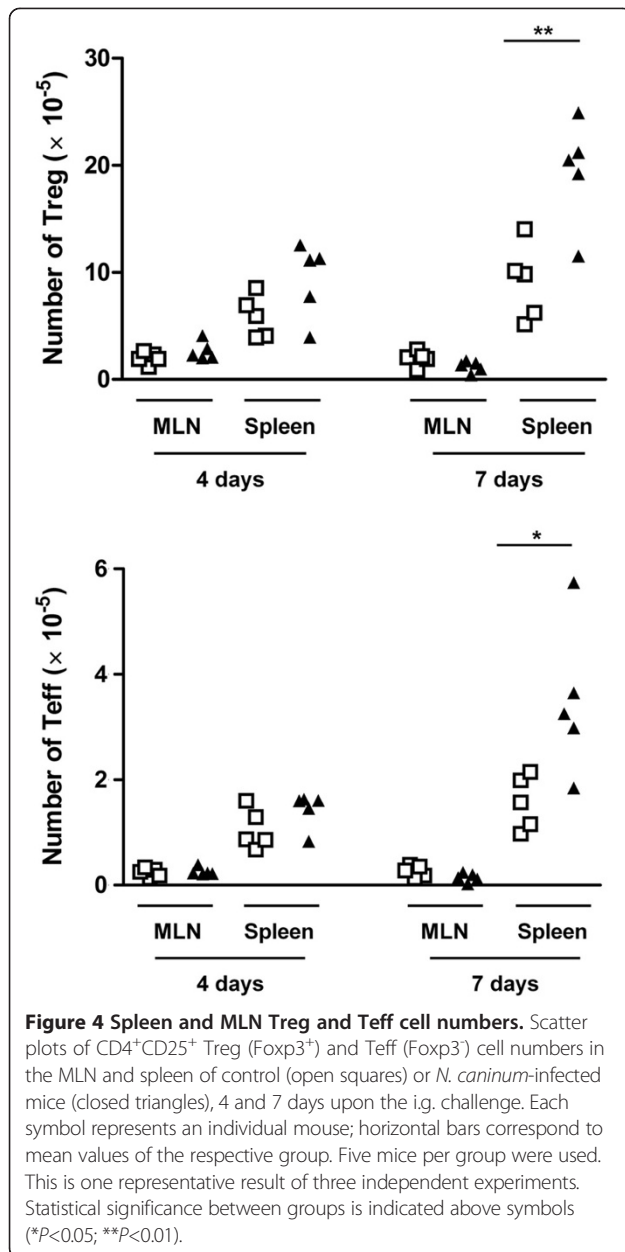 **
30
20
10
0
Number of Treg (× 10⁻⁵)
MLN Spleen MLN Spleen
4 days 7 days
*
6
4
2
0
Number of Teff (× 10⁻⁵)
MLN Spleen MLN Spleen
4 days 7 days
Figure 4 Spleen and MLN Treg and Teff cell numbers. Scatter
plots of CD4⁺CD25⁺ Treg (Foxp3⁺) and Teff (Foxp3⁻) cell numbers in
the MLN and spleen of control (open squares) or N. caninum-infected
mice (closed triangles), 4 and 7 days upon the i.g. challenge. Each
symbol represents an individual mouse; horizontal bars correspond to
mean values of the respective group. Five mice per group were used.
This is one representative result of three independent experiments.
Statistical significance between groups is indicated above symbols
(*P<0.05; **P<0.01).